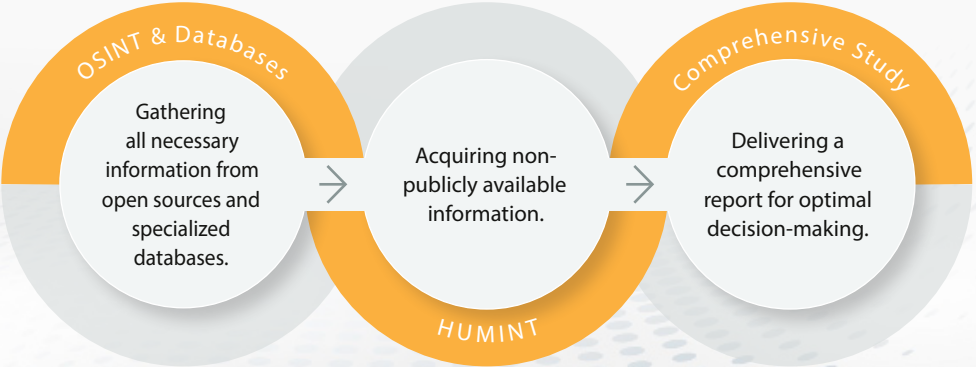 OSINT & Databases
Gathering
all necessary
information from
open sources and
specialized
databases.
Acquiring non-
publicly available
information.
HUMINT
Comprehensive Study
Delivering a
comprehensive
report for optimal
decision-making.